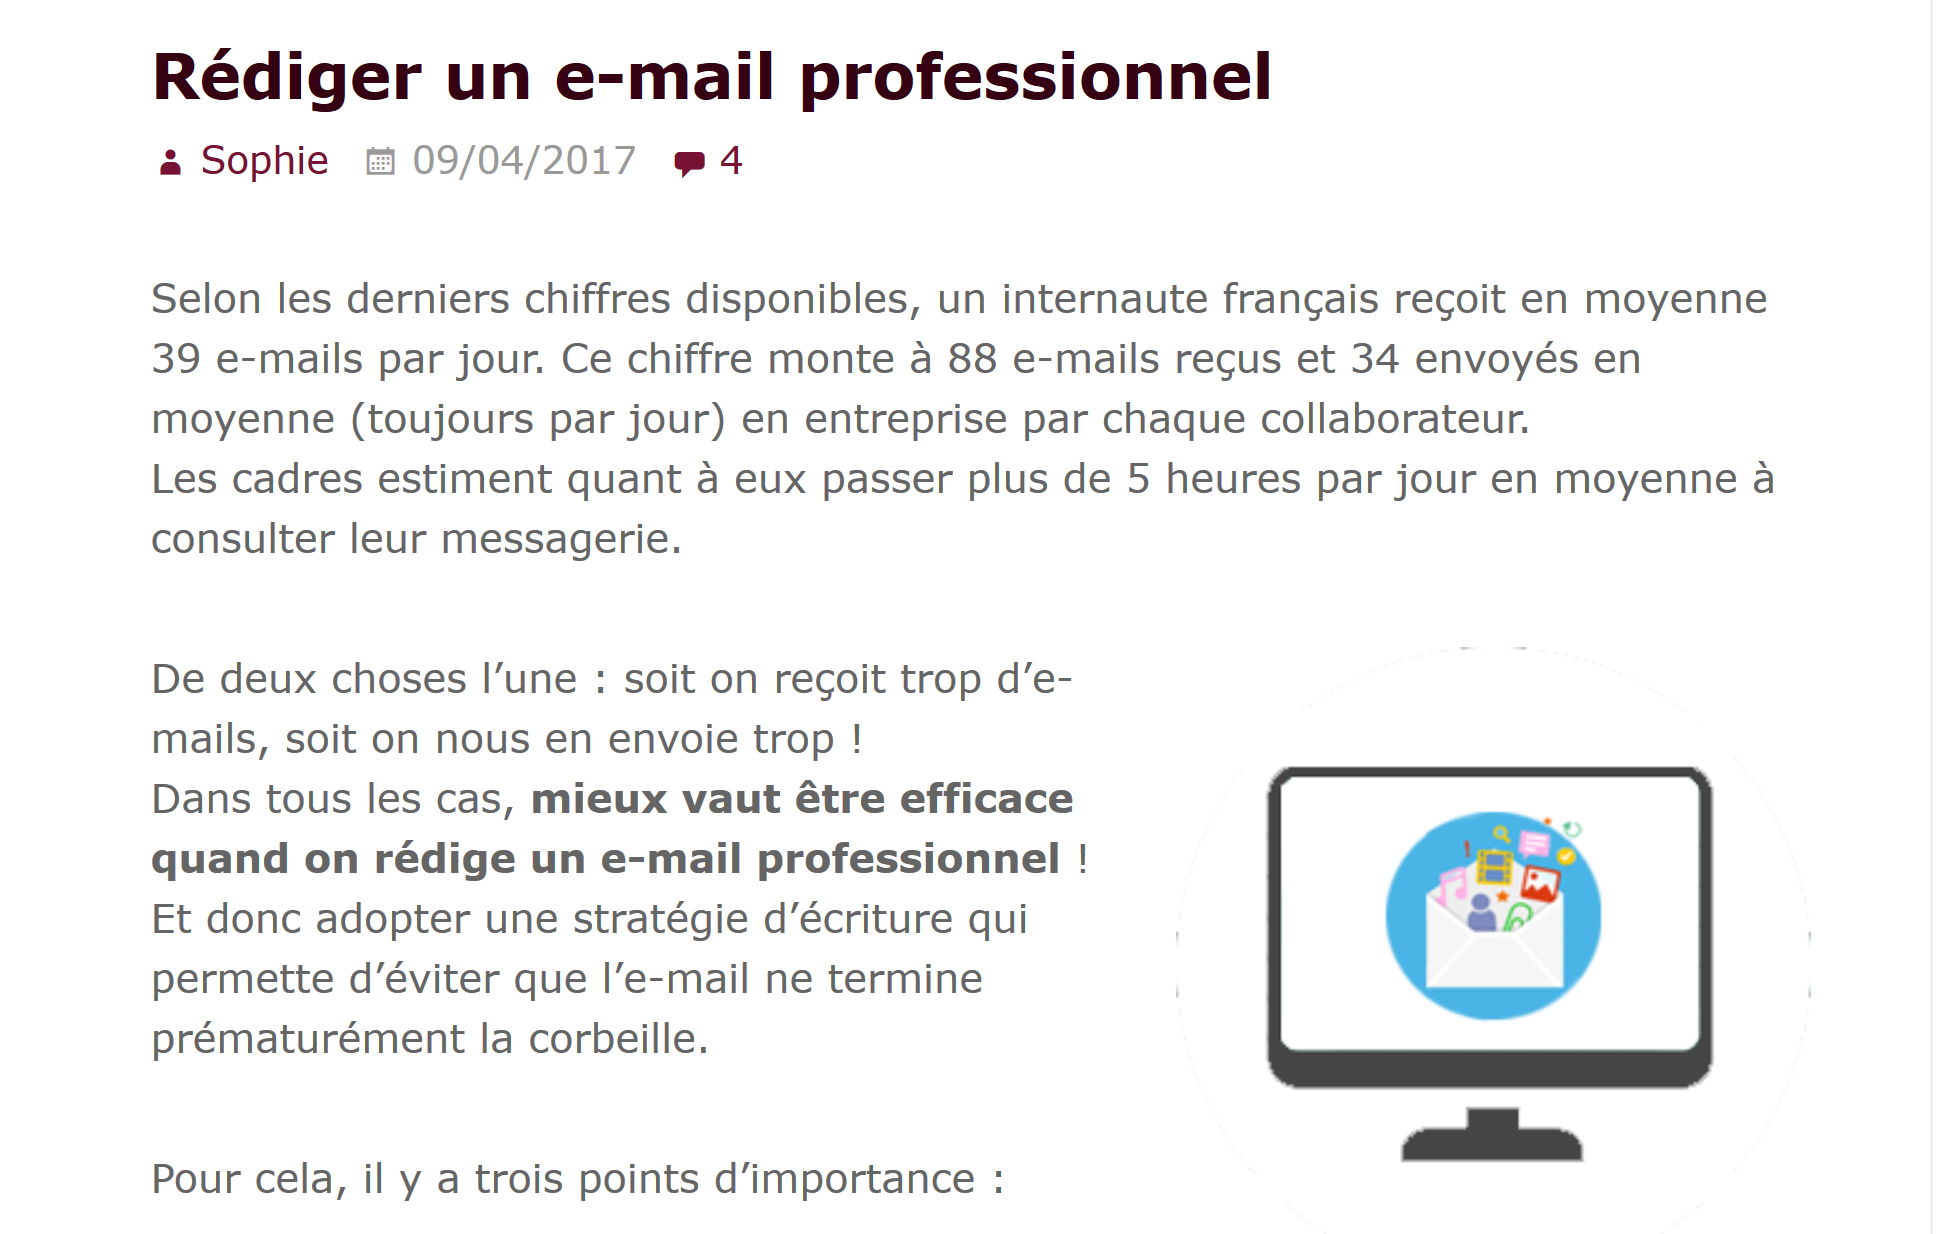 Rédiger un e-mail professionnel
Sophie 09/04/2017 4
Selon les derniers chiffres disponibles, un internaute français reçoit en moyenne
39 e-mails par jour. Ce chiffre monte à 88 e-mails reçus et 34 envoyés en
moyenne (toujours par jour) en entreprise par chaque collaborateur.
Les cadres estiment quant à eux passer plus de 5 heures par jour en moyenne à
consulter leur messagerie.
De deux choses l’une : soit on reçoit trop d’e-
mails, soit on nous en envoie trop !
Dans tous les cas, mieux vaut être efficace
quand on rédige un e-mail professionnel !
Et donc adopter une stratégie d’écriture qui
permette d’éviter que l’e-mail ne termine
prématurément la corbeille.
Pour cela, il y a trois points d’importance :